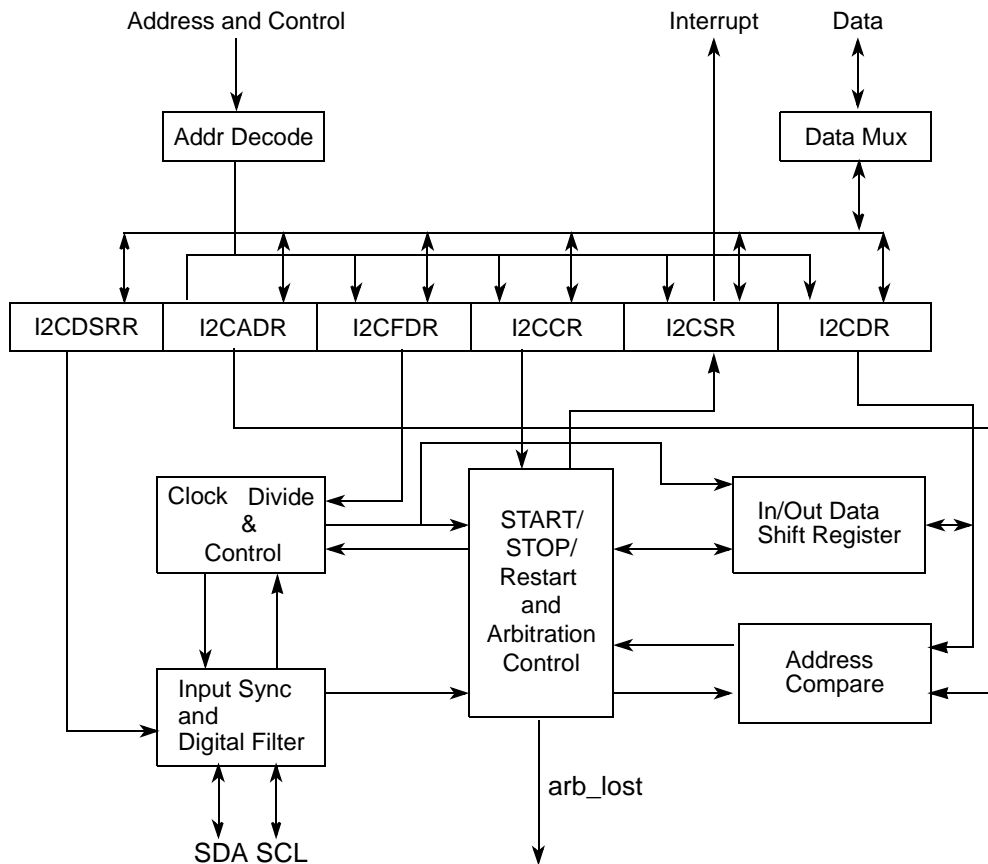 Address and Control
Interrupt
Data
Addr Decode
Data Mux
I2CDSRR
I2CADR
I2CFDR
I2CCR
I2CSR
I2CDR
Clock Divide
&
Control
START/
STOP/
Restart
and
Arbitration
Control
In/Out Data
Shift Register
Address
Compare
Input Sync
and
Digital Filter
arb_lost
SDA SCL